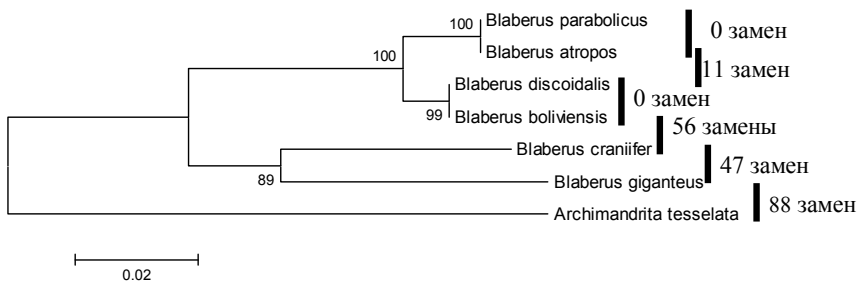 Blaberus parabolicus
0 замен
100
Blaberus atropos
11 замен
100
Blaberus discoidalis
0 замен
99
Blaberus boliviensis
56 замены
Blaberus craniifer
47 замен
89
Blaberus giganteus
88 замен
Archimandrita tesselata
0.02